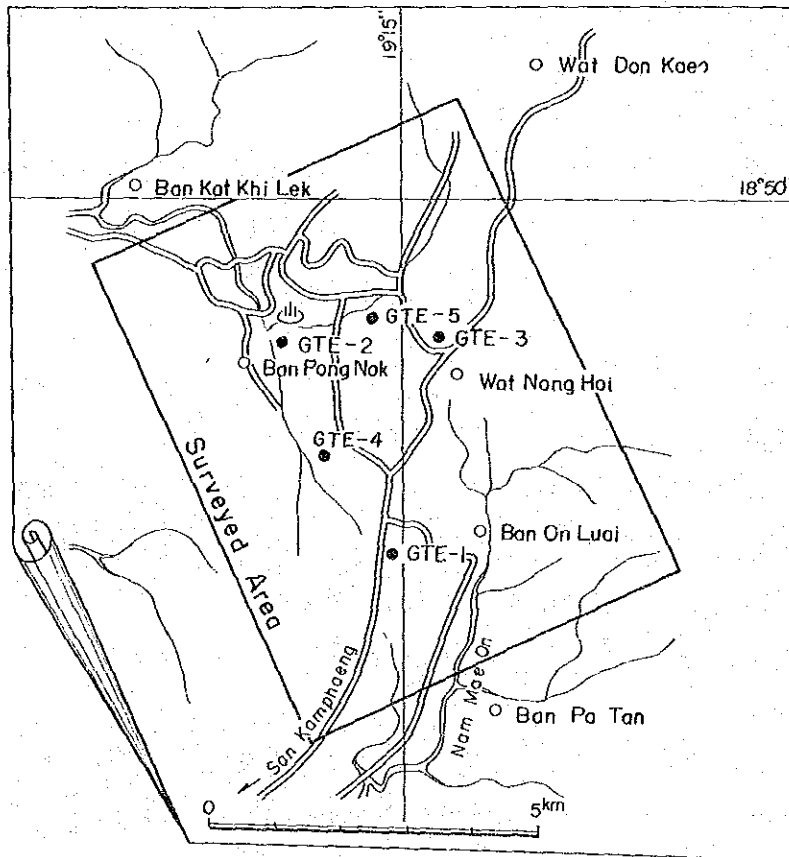 19°15"
Wat Don Kaeo
Ban Kat Khi Lek
18°50'
GTE-5
GTE-3
GTE-2
Ban Pong Nok
Wat Nong Hoi
GTE-4
Surveyed Area
Ban On Luai
GTE-1
San Kamphaeng
Nam Mae On
Ban Pa Tan
0
5km